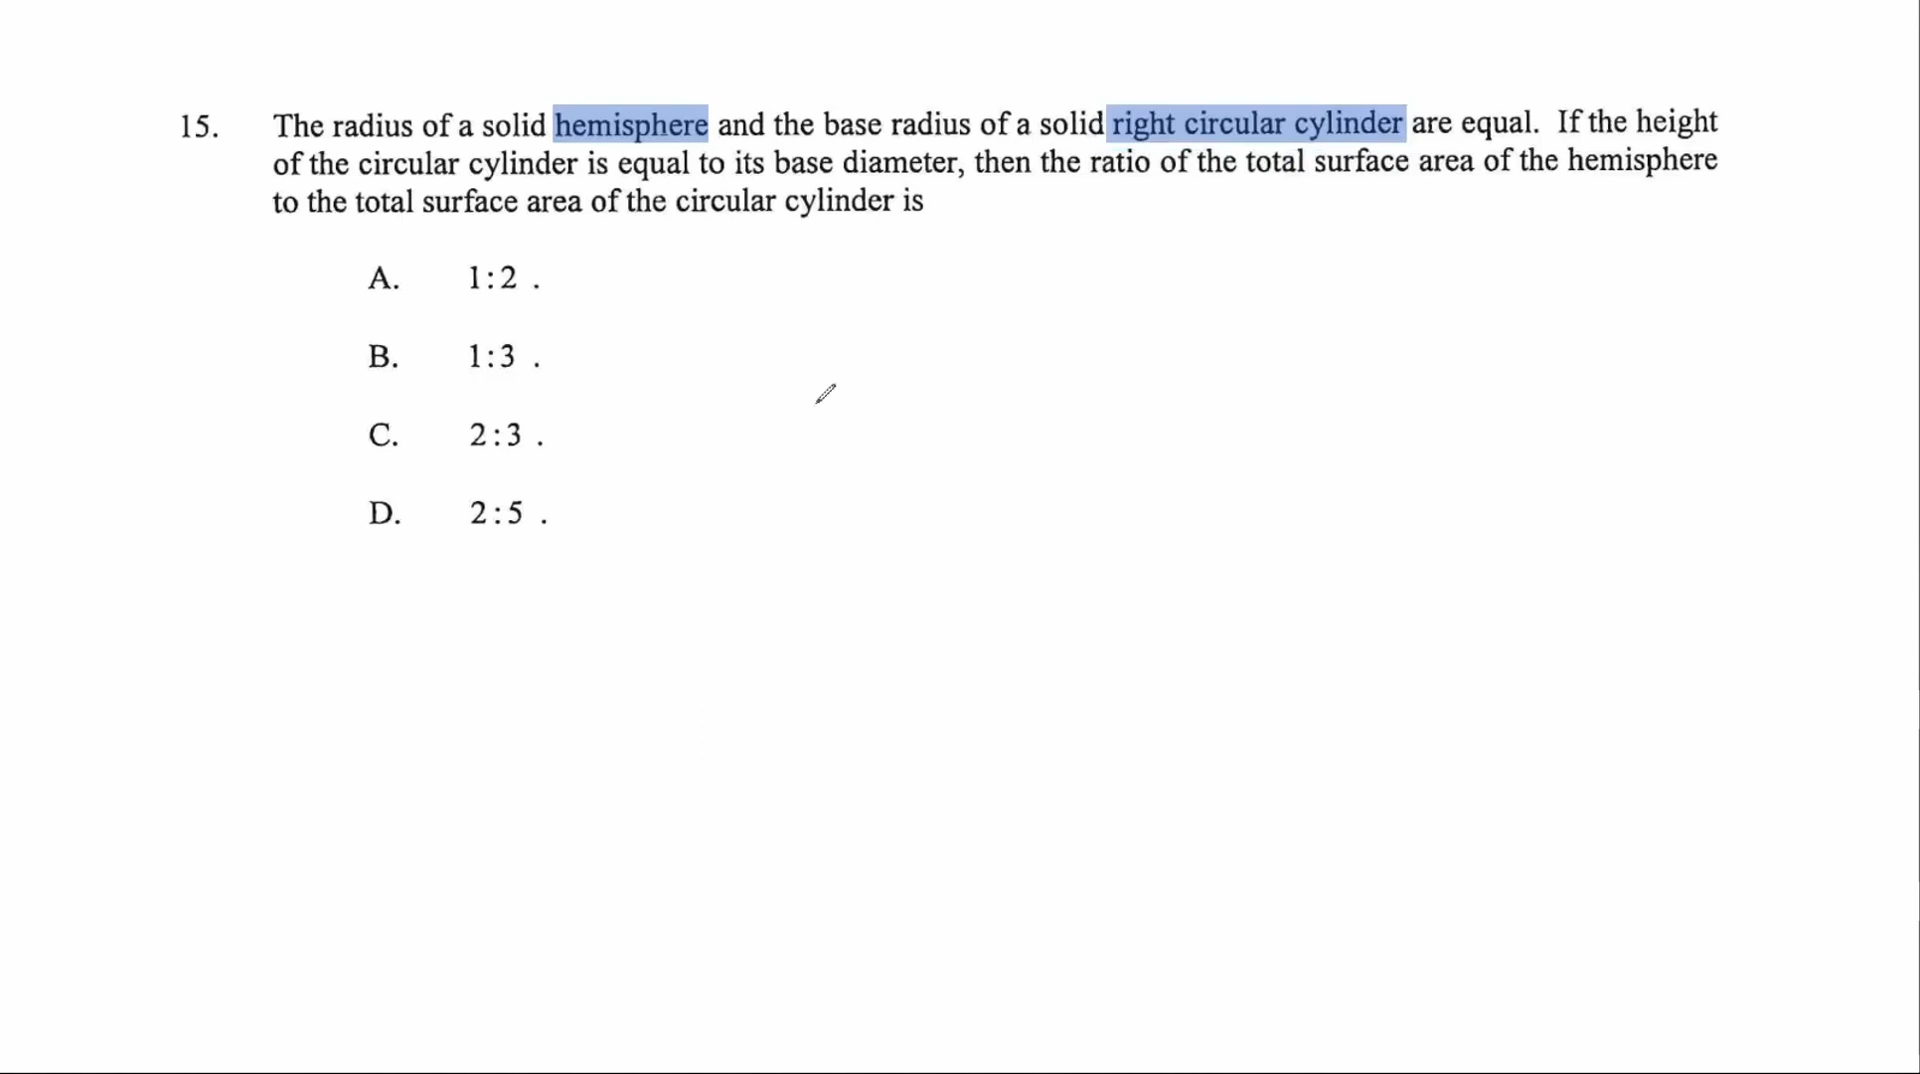 15. The radius of a solid hemisphere and the base radius of a solid right circular cylinder are equal. If the height
of the circular cylinder is equal to its base diameter, then the ratio of the total surface area of the hemisphere
to the total surface area of the circular cylinder is
A. 1:2 .
B. 1:3 .
C. 2:3 .
D. 2:5 .